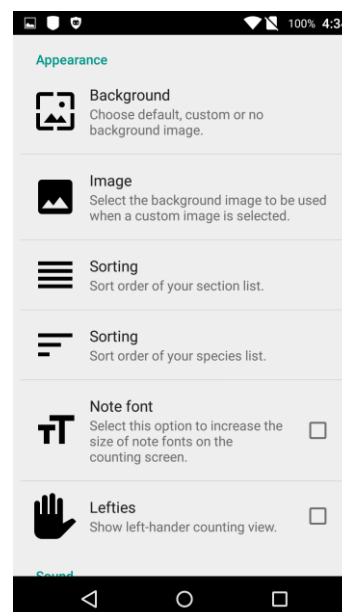 100% 4:34
Appearance
Background
Choose default, custom or no
background image.
Image
Select the background image to be used
when a custom image is selected.
Sorting
Sort order of your section list.
Sorting
Sort order of your species list.
Note font
Select this option to increase the
size of note fonts on the
counting screen.
Lefties
Show left-hander counting view.
Sound